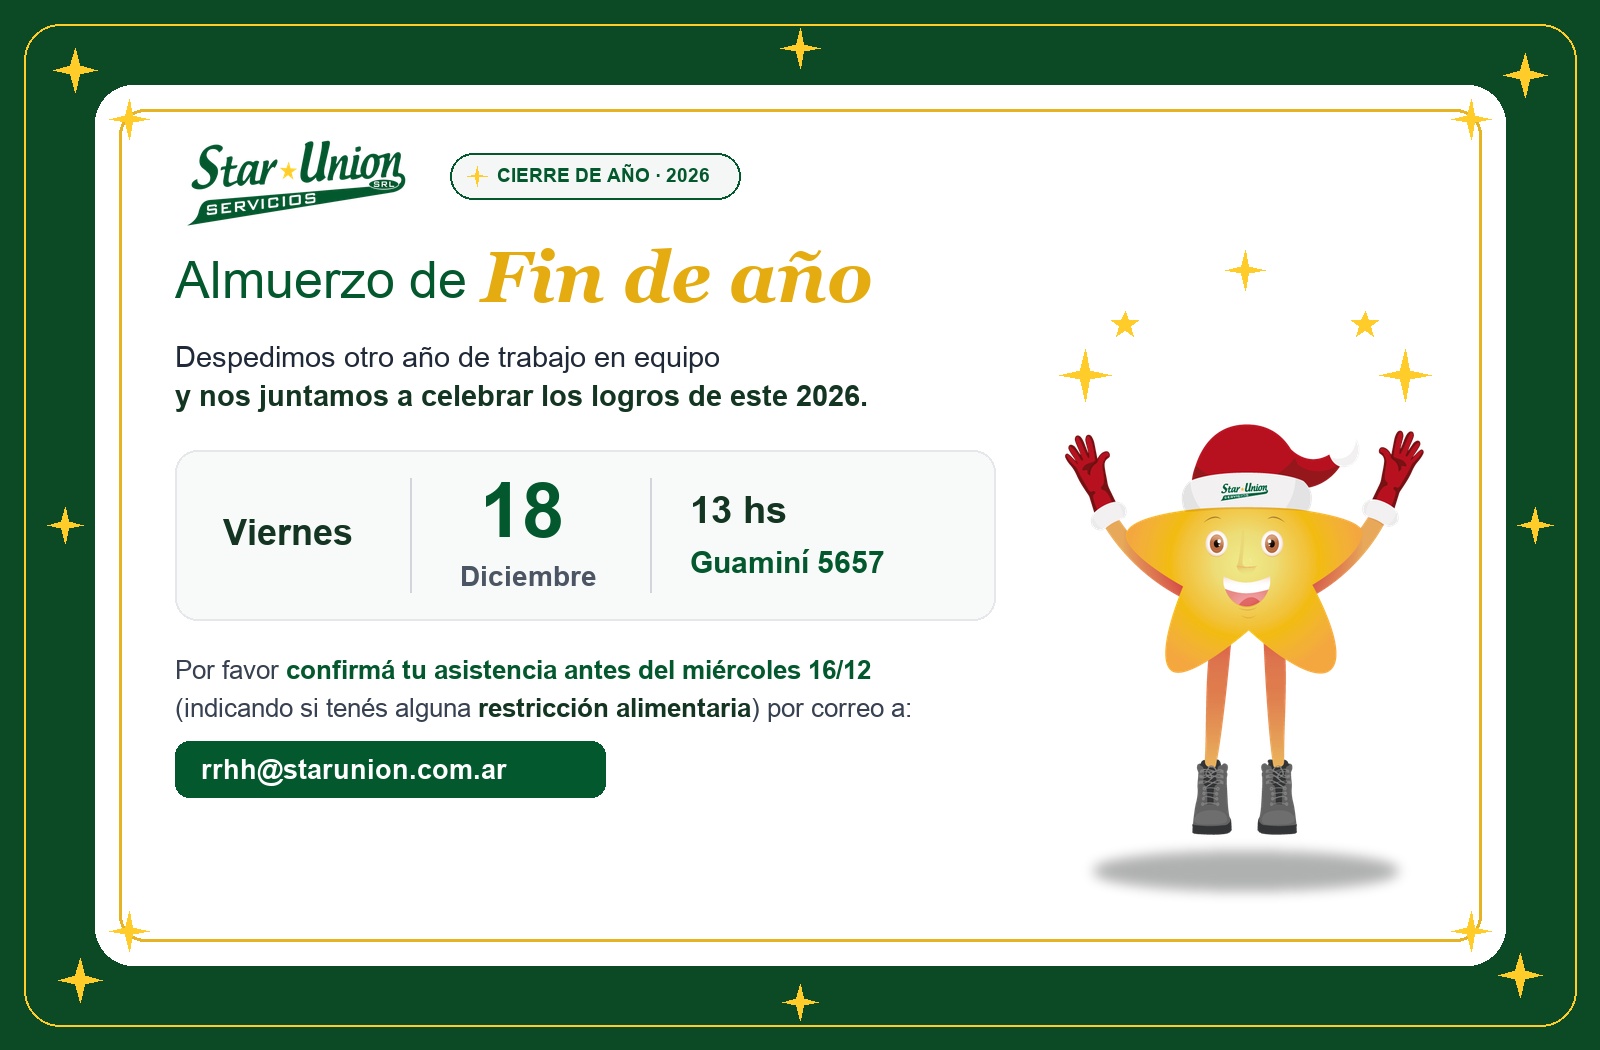 Star Union SRL
SERVICIOS
CIERRE DE AÑO · 2026
Almuerzo de Fin de año
Despedimos otro año de trabajo en equipo
y nos juntamos a celebrar los logros de este 2026.
Viernes
18
Diciembre
13 hs
Guaminí 5657
Star Union
SERVICIOS
Por favor confirmá tu asistencia antes del miércoles 16/12
(indicando si tenés alguna restricción alimentaria) por correo a:
rrhh@starunion.com.ar